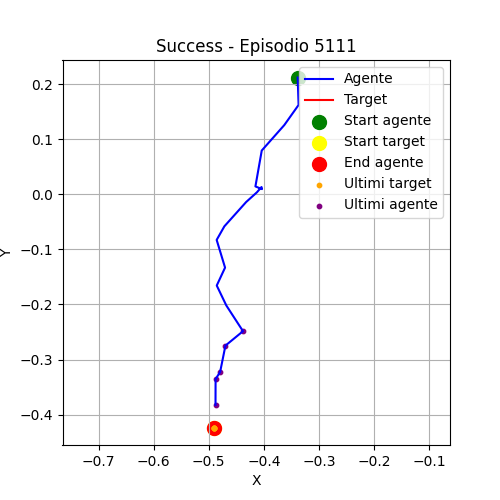 Success - Episodio 5111
Agente
Target
Start agente
Start target
End agente
Ultimi target
Ultimi agente
0.2
0.1
0.0
−0.1
−0.2
−0.3
−0.4
Y
−0.7
−0.6
−0.5
−0.4
−0.3
−0.2
−0.1
X